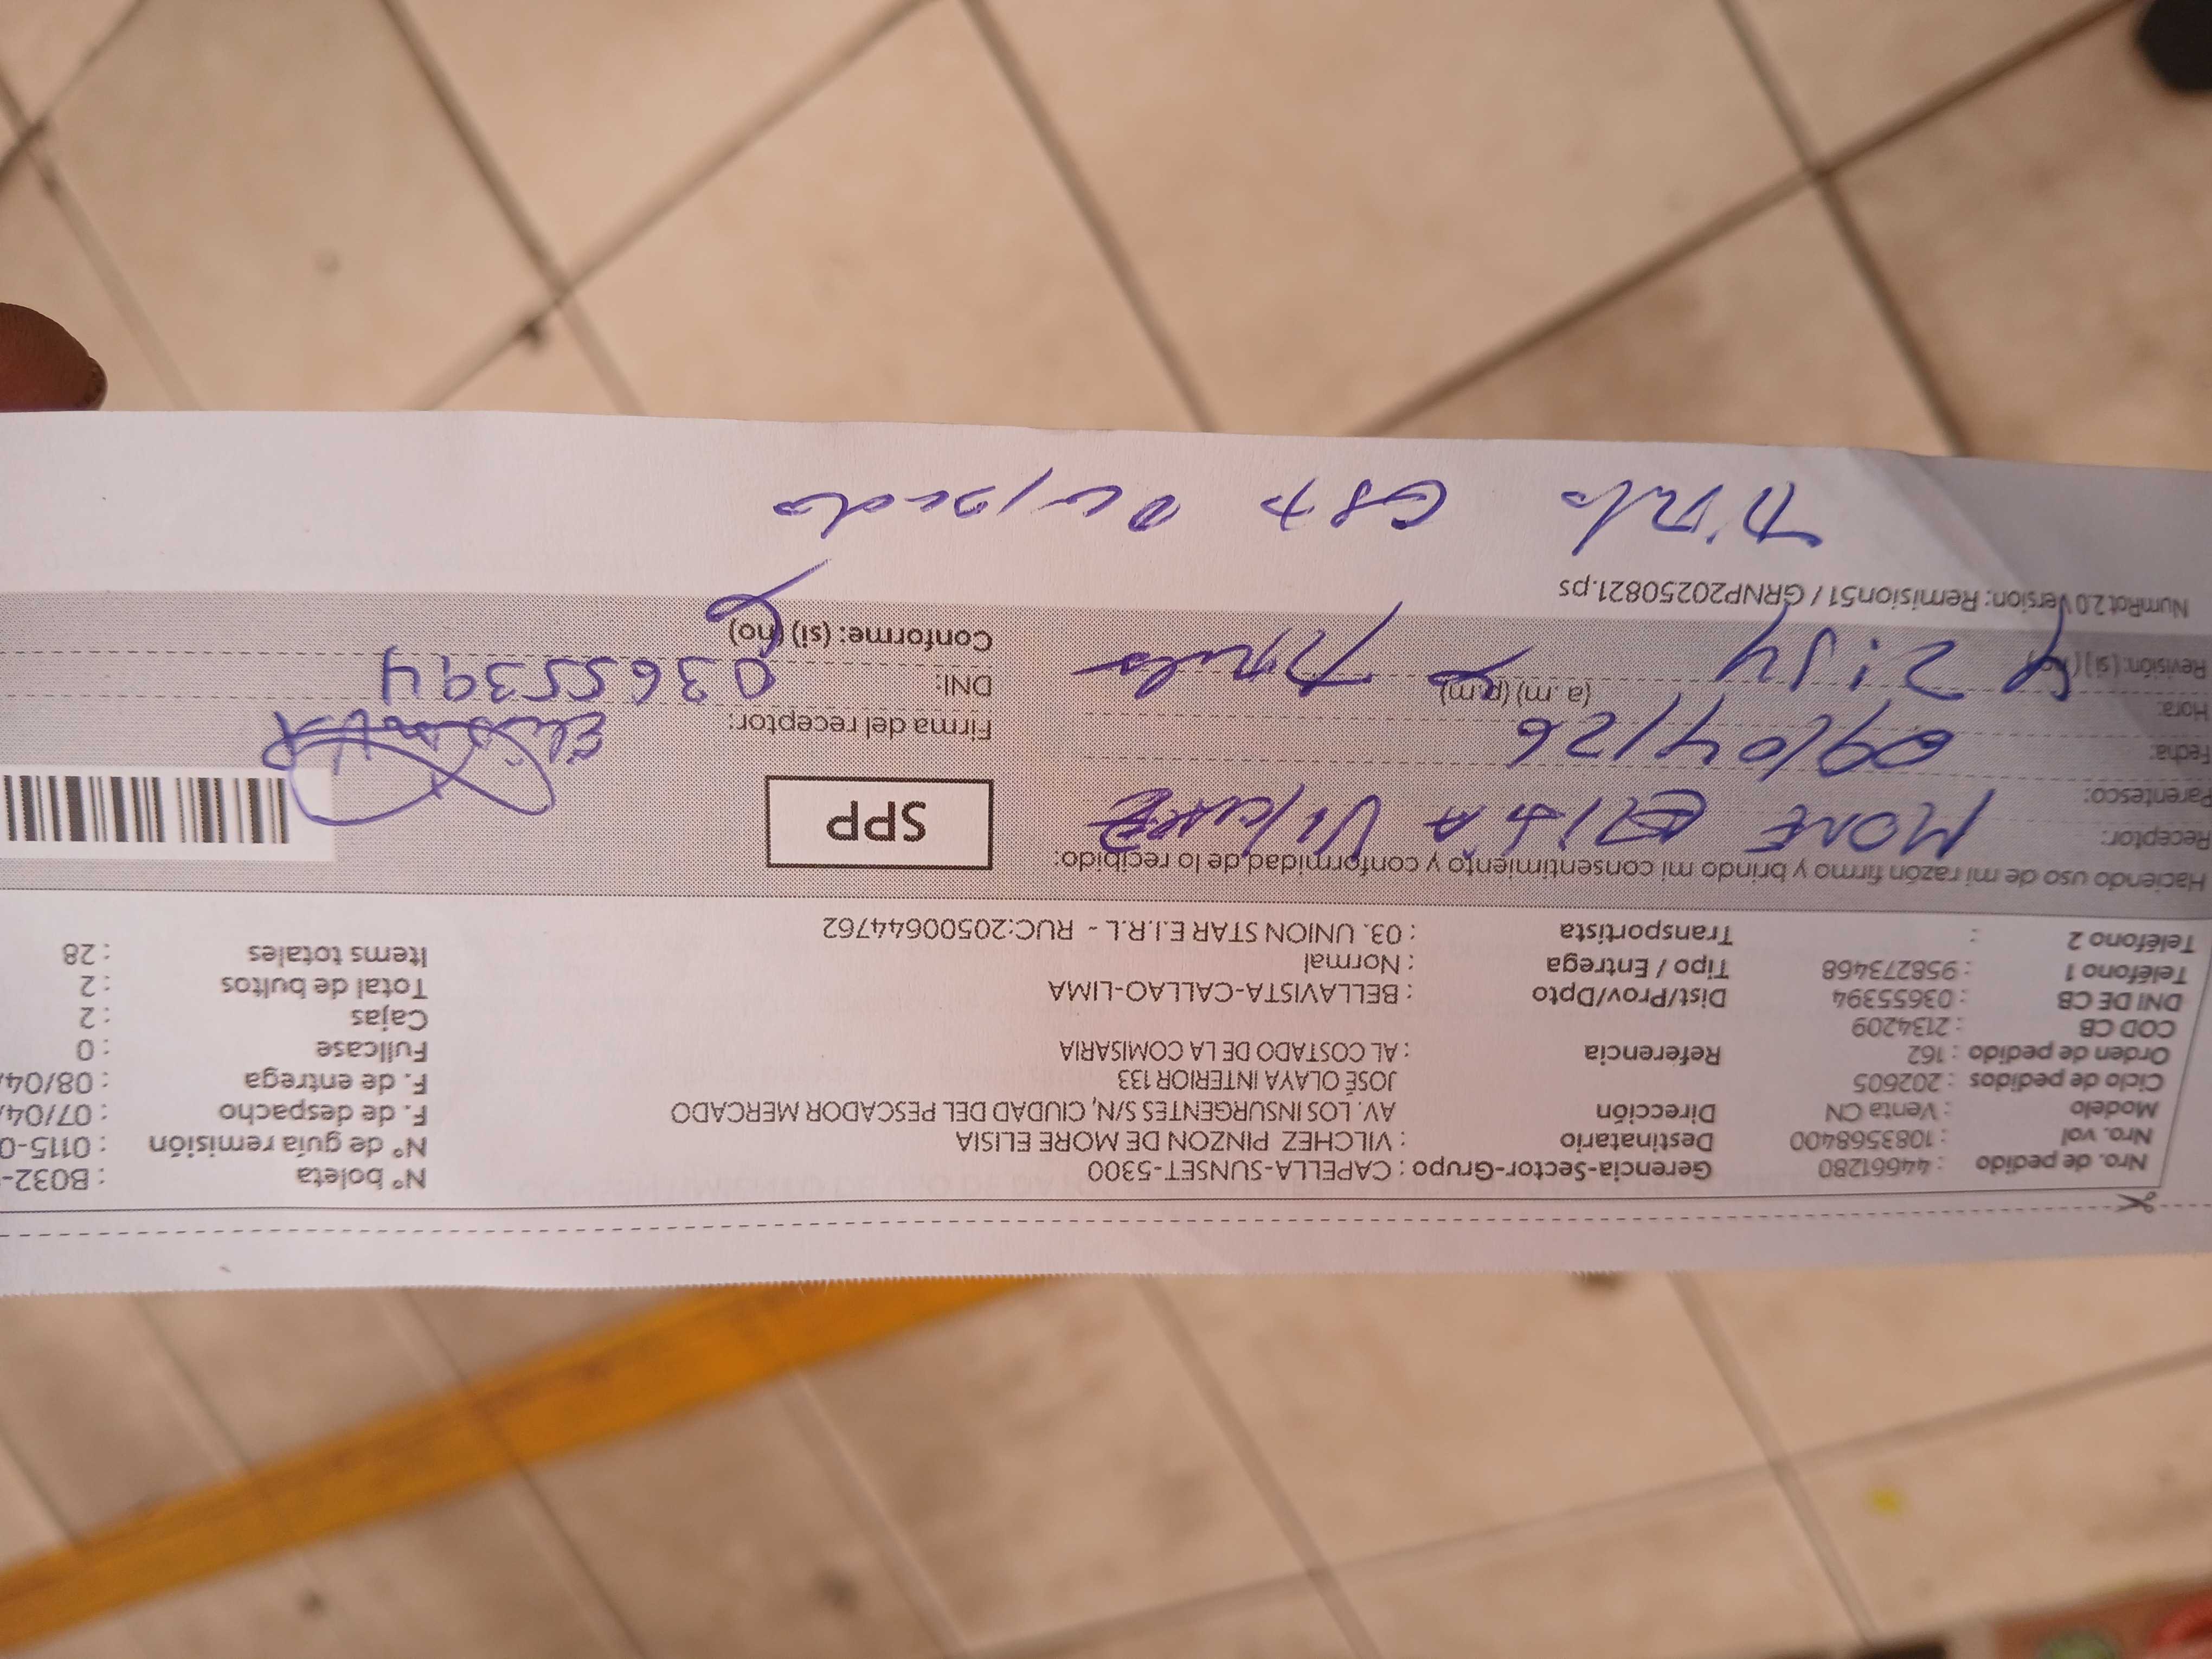 Nro. de pedido : 44661280 Gerencia-Sector-Grupo : CAPELLA-SUNSET-5300 N° boleta : B032-
Nro. vol : 1083568400 Destinatario : VILCHEZ PINZON DE MORE ELISIA N° de guía remisión : 0115-0
Modelo : Venta CN Dirección AV. LOS INSURGENTES S/N, CIUDAD DEL PESCADOR MERCADO F. de despacho : 07/04/
Ciclo de pedidos : 202605 JOSÉ OLAYA INTERIOR 133 F. de entrega : 08/04/
Orden de pedido : 162 Referencia : AL COSTADO DE LA COMISARIA Fullcase : 0
COD CB : 2134209 Cajas : 2
DNI DE CB : 03655394 Dist/Prov/Dpto : BELLAVISTA-CALLAO-LIMA Total de bultos : 2
Teléfono 1 : 958273468 Tipo / Entrega : Normal Items totales : 28
Teléfono 2 : Transportista : 03. UNION STAR E.I.R.L. - RUC:20500644762
Haciendo uso de mi razón firmo y brindo mi consentimiento y conformidad de lo recibido:
Receptor: MORE ELISIA
SPP
Parentesco:
Fecha: 09/04/26 Firma del receptor:
Hora: 2:54 (a.m) (p.m) DNI: 03655394
Revisión: (si) (no) Conforme: (si) (no)
NumRot 2.0 Version: Remision51 / GRNP20250821.ps
Titula esta ocupada